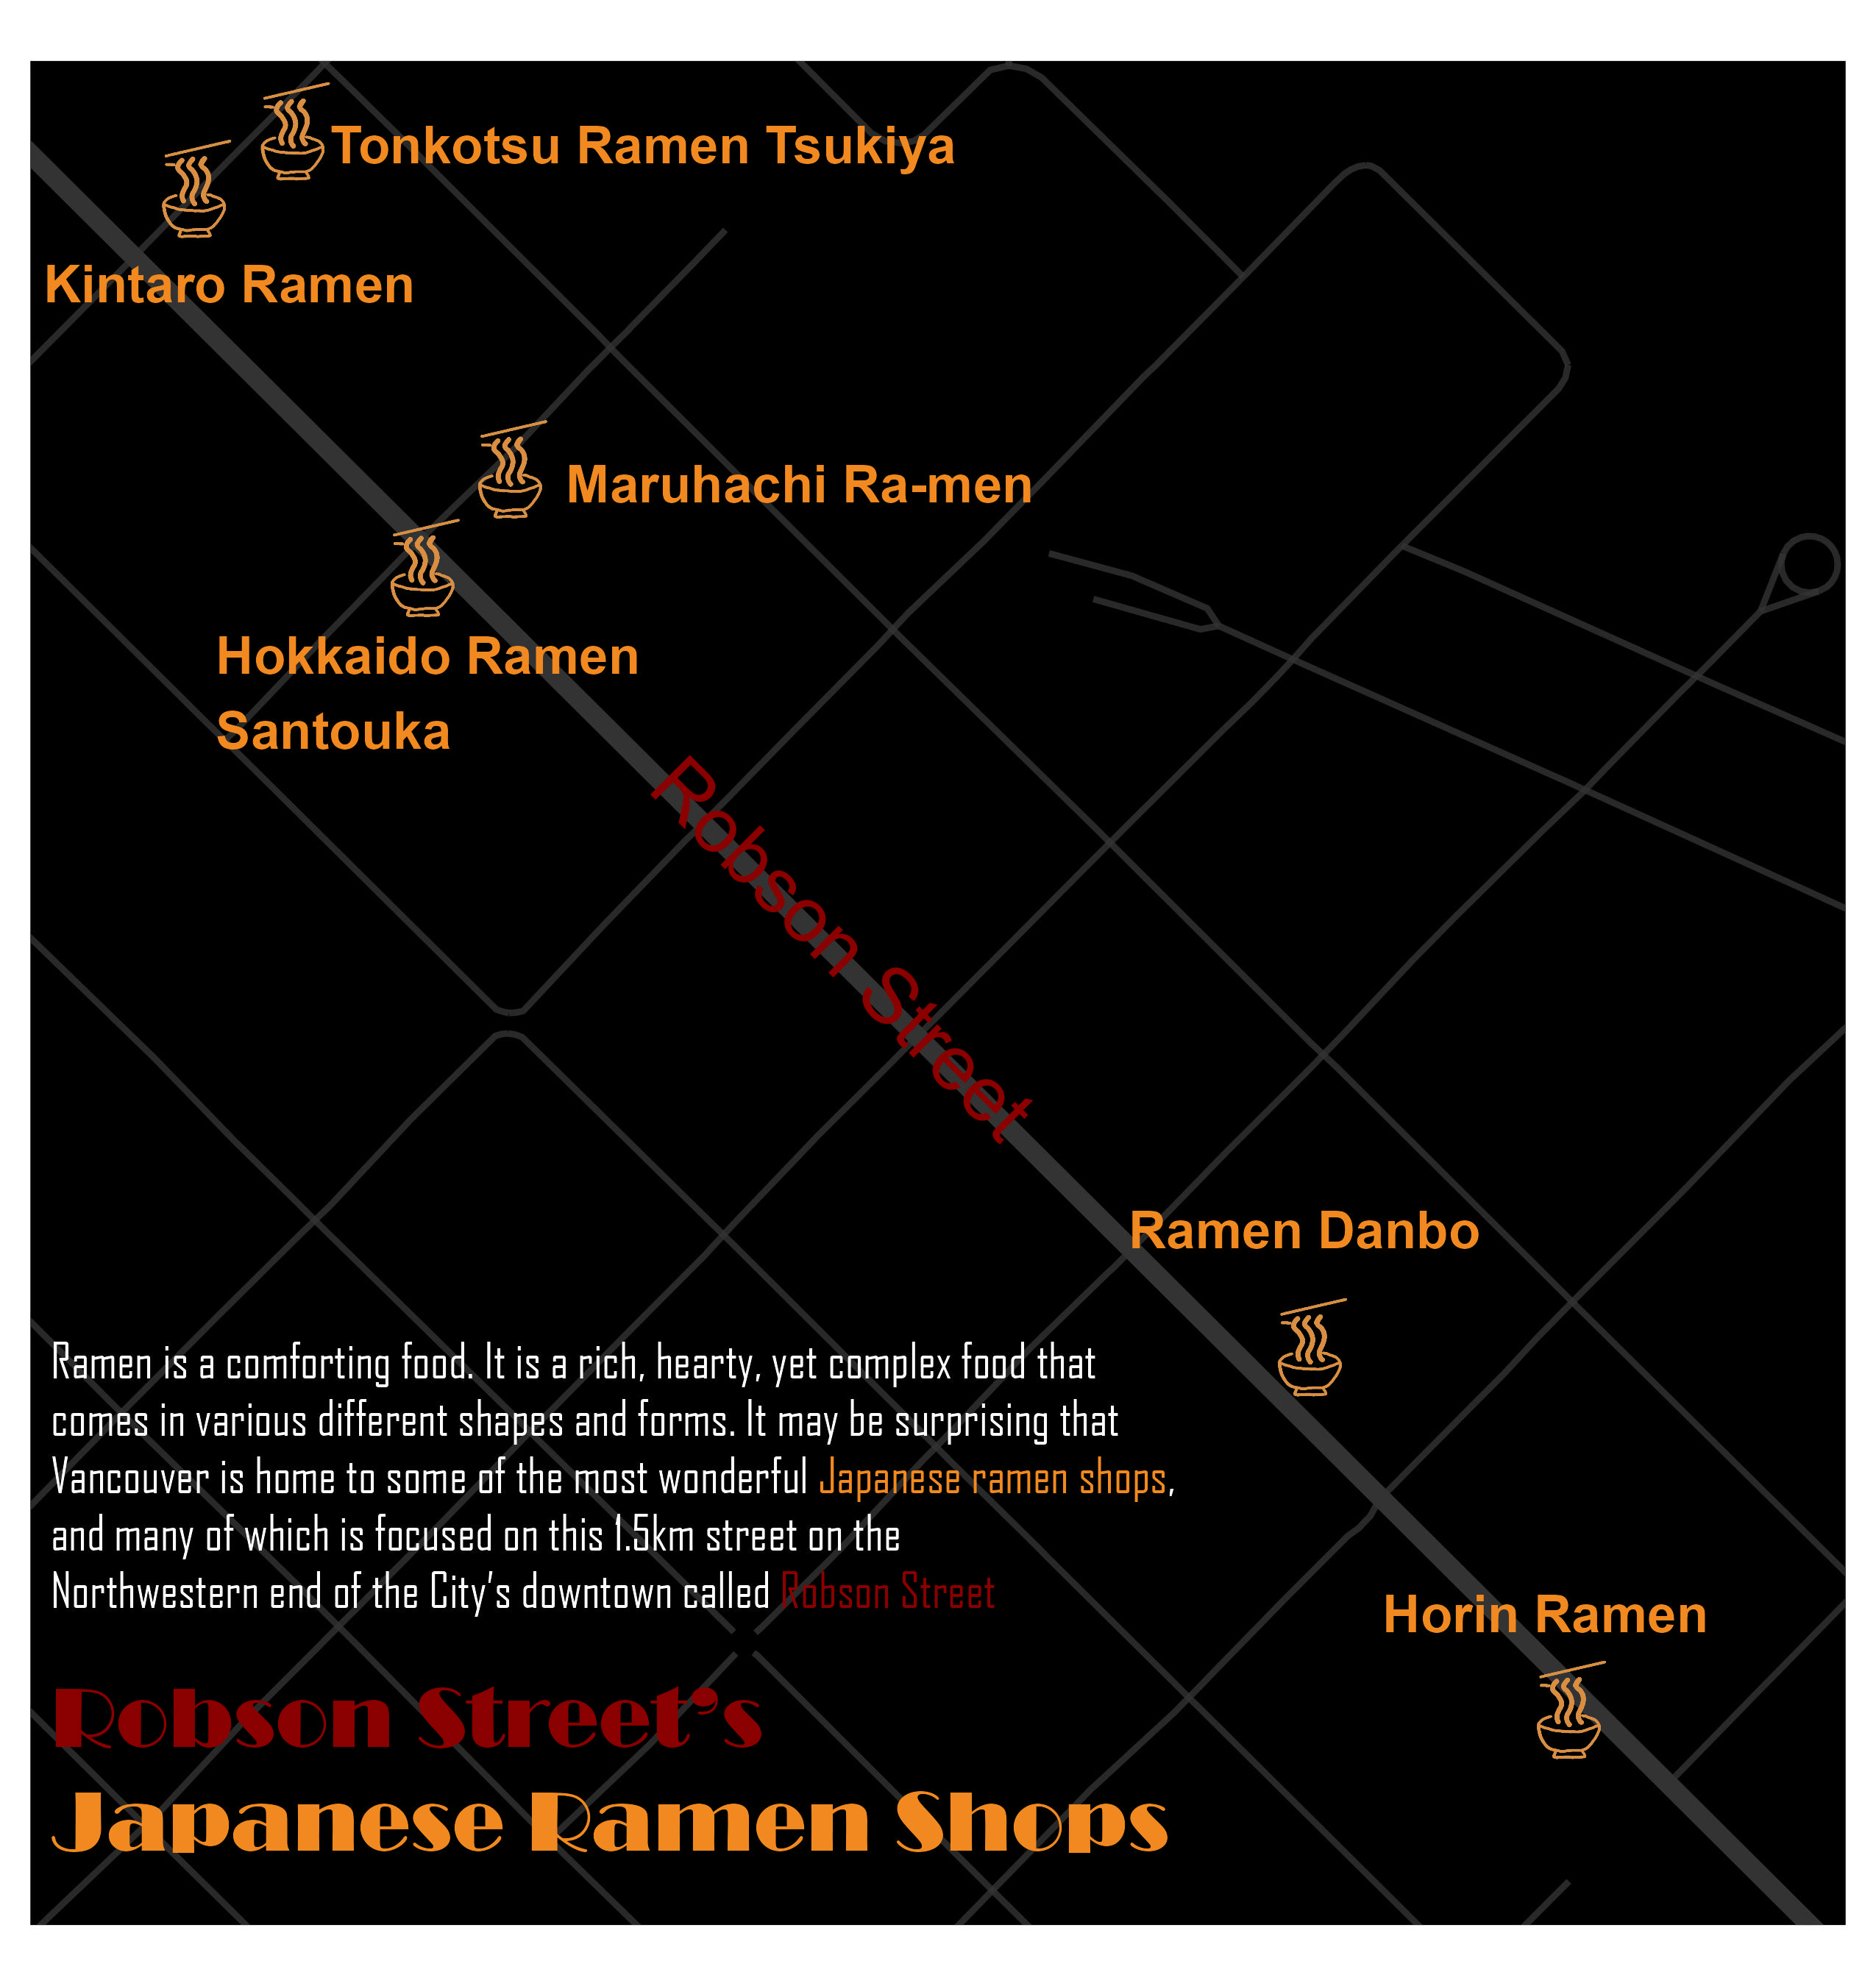 Tonkotsu Ramen Tsukiya
Kintaro Ramen
Maruhachi Ra-men
Hokkaido Ramen
Santouka
Robson Street
Ramen Danbo
Ramen is a comforting food. It is a rich, hearty, yet complex food that
comes in various different shapes and forms. It may be surprising that
Vancouver is home to some of the most wonderful Japanese ramen shops,
and many of which is focused on this 1.5km street on the
Northwestern end of the City's downtown called Robson Street
Horin Ramen
Robson Street's
Japanese Ramen Shops